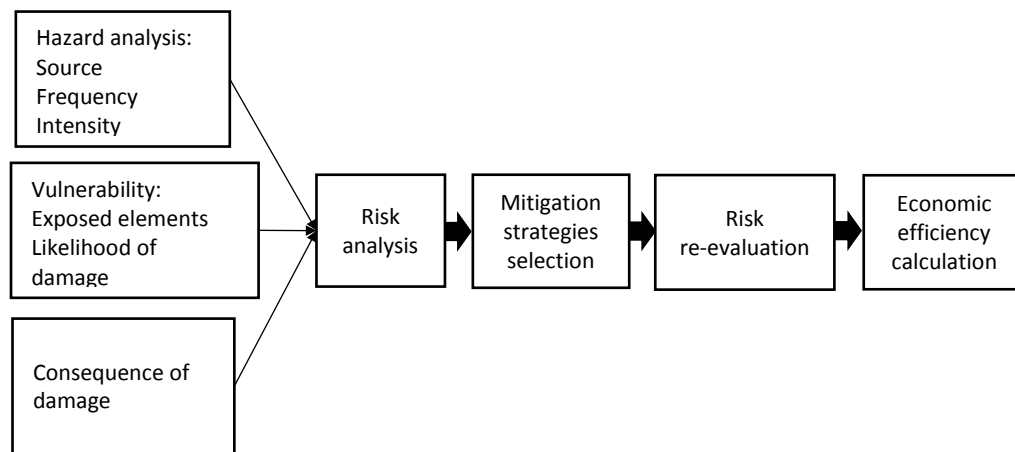 Hazard analysis:
Source
Frequency
Intensity
Vulnerability:
Exposed elements
Likelihood of
damage
Consequence of
damage
Risk
analysis
Mitigation
strategies
selection
Risk
re-evaluation
Economic
efficiency
calculation